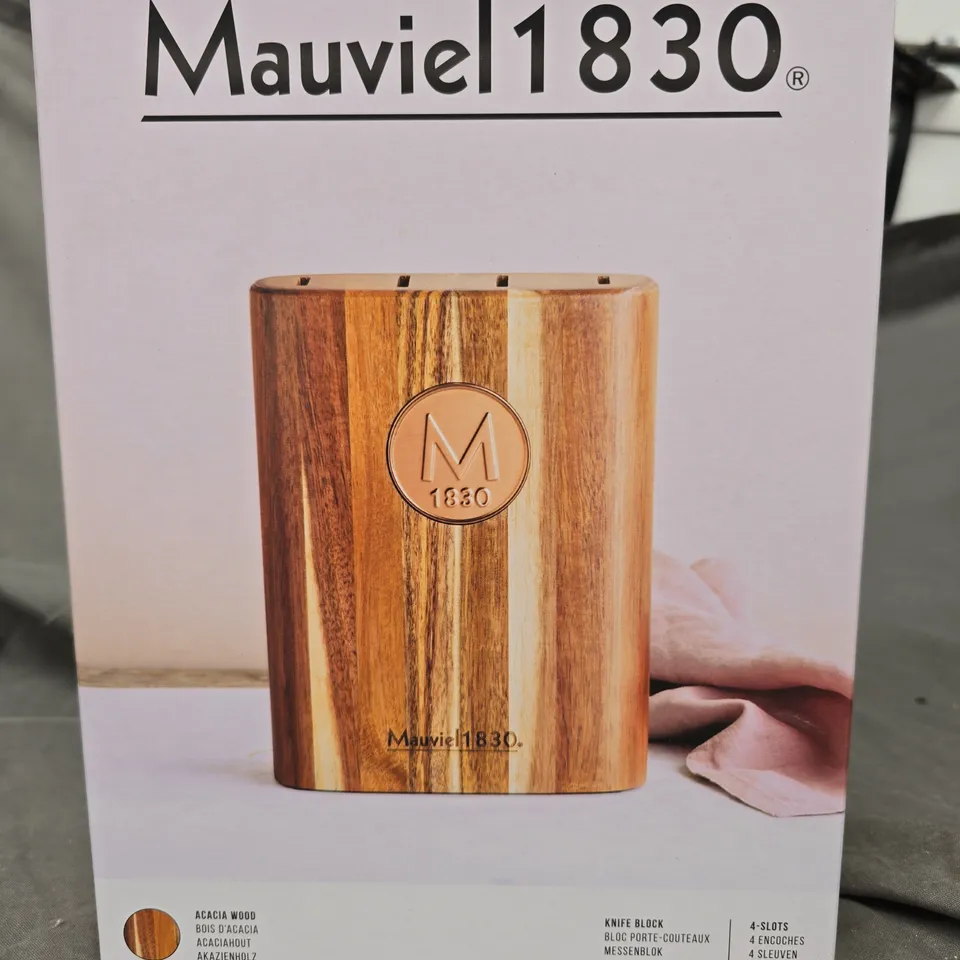 Mauviel1830®
M
1830
Mauviel1830®
ACACIA WOOD
BOIS D'ACACIA
ACACIAHOUT
AKAZIENHOLZ
KNIFE BLOCK
BLOC PORTE-COUTEAUX
MESSENBLOK
4-SLOTS
4 ENCOCHES
4 SLEUVEN